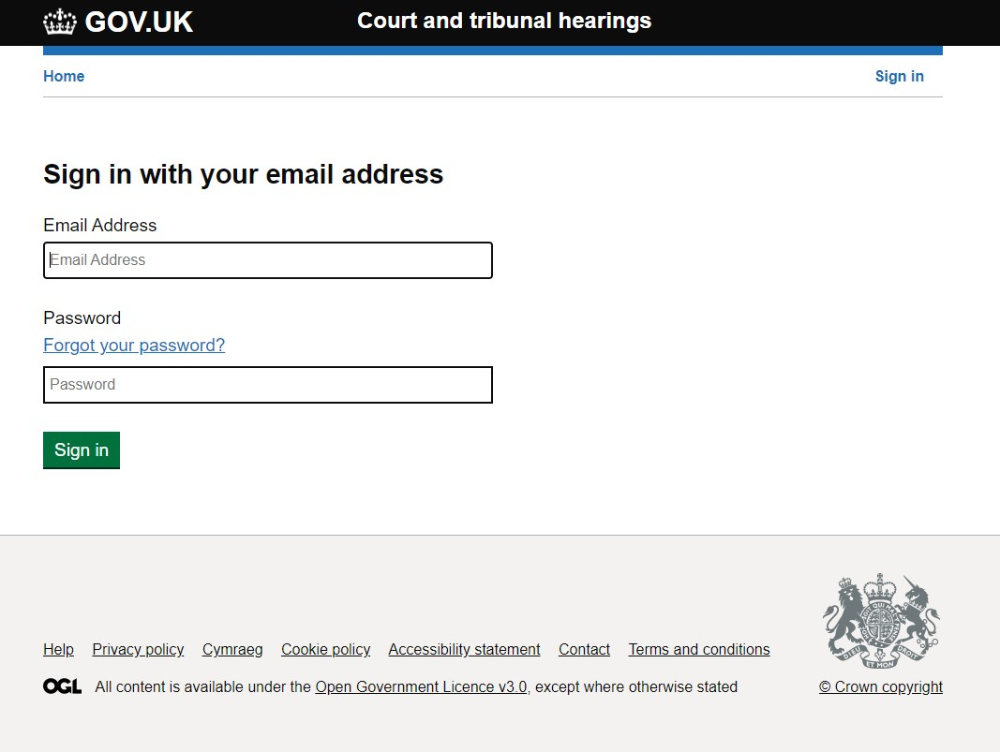 GOV.UK Court and tribunal hearings
Home Sign in
Sign in with your email address
Email Address
Email Address
Password
Forgot your password?
Password
Sign in
Help Privacy policy Cymraeg Cookie policy Accessibility statement Contact Terms and conditions
OGL All content is available under the Open Government Licence v3.0, except where otherwise stated
© Crown copyright
DIEU ET MON DROIT